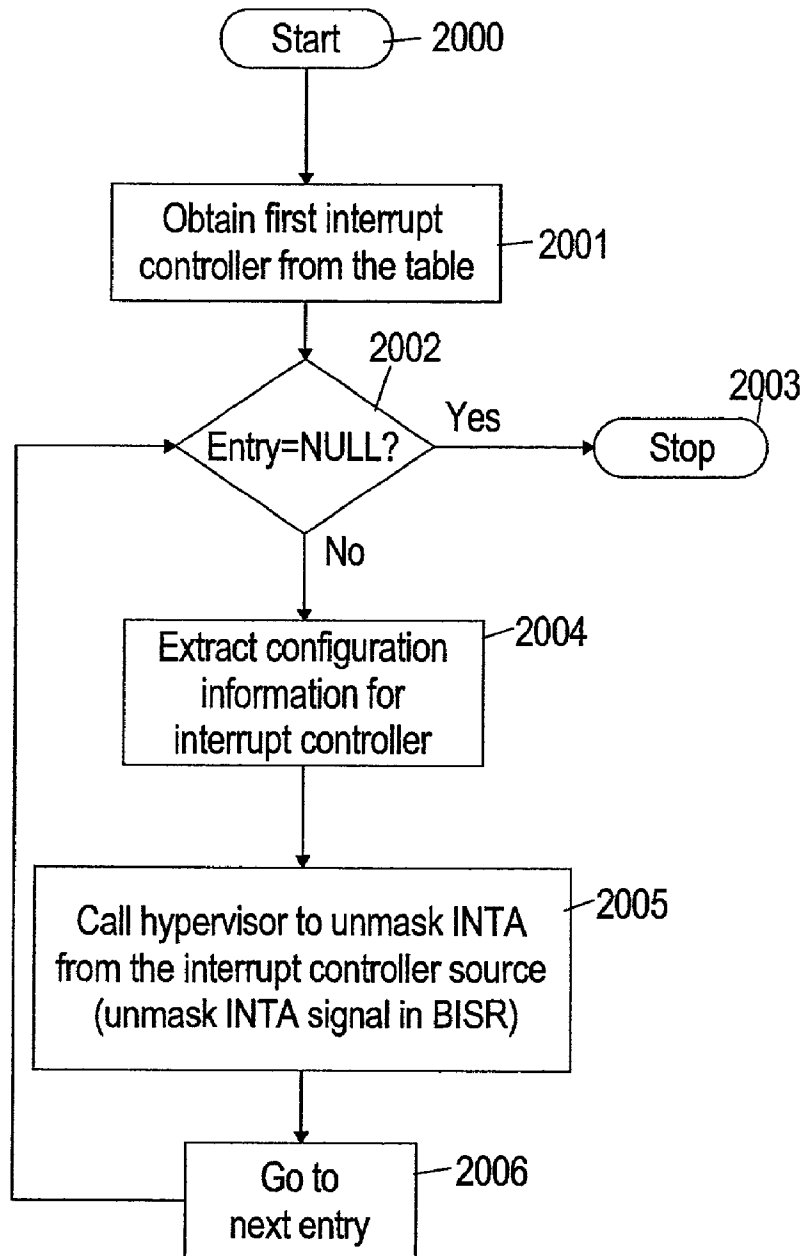 Start
2000
Obtain first interrupt
controller from the table
2001
2002
Entry=NULL?
Yes
2003
Stop
No
2004
Extract configuration
information for
interrupt controller
2005
Call hypervisor to unmask INTA
from the interrupt controller source
(unmask INTA signal in BISR)
2006
Go to
next entry